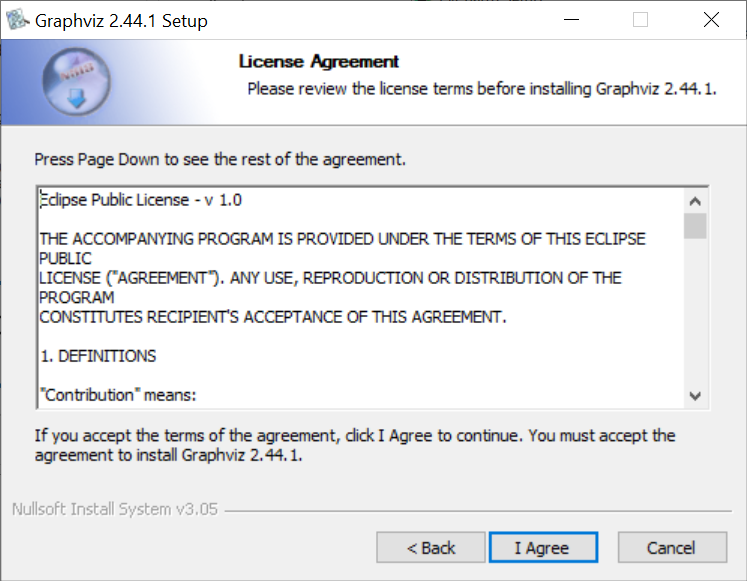 Graphviz 2.44.1 Setup
License Agreement
Please review the license terms before installing Graphviz 2.44.1.
Press Page Down to see the rest of the agreement.
Eclipse Public License - v 1.0
THE ACCOMPANYING PROGRAM IS PROVIDED UNDER THE TERMS OF THIS ECLIPSE
PUBLIC
LICENSE ("AGREEMENT"). ANY USE, REPRODUCTION OR DISTRIBUTION OF THE
PROGRAM
CONSTITUTES RECIPIENT'S ACCEPTANCE OF THIS AGREEMENT.
1. DEFINITIONS
"Contribution" means:
If you accept the terms of the agreement, click I Agree to continue. You must accept the
agreement to install Graphviz 2.44.1.
Nullsoft Install System v3.05
< Back
I Agree
Cancel